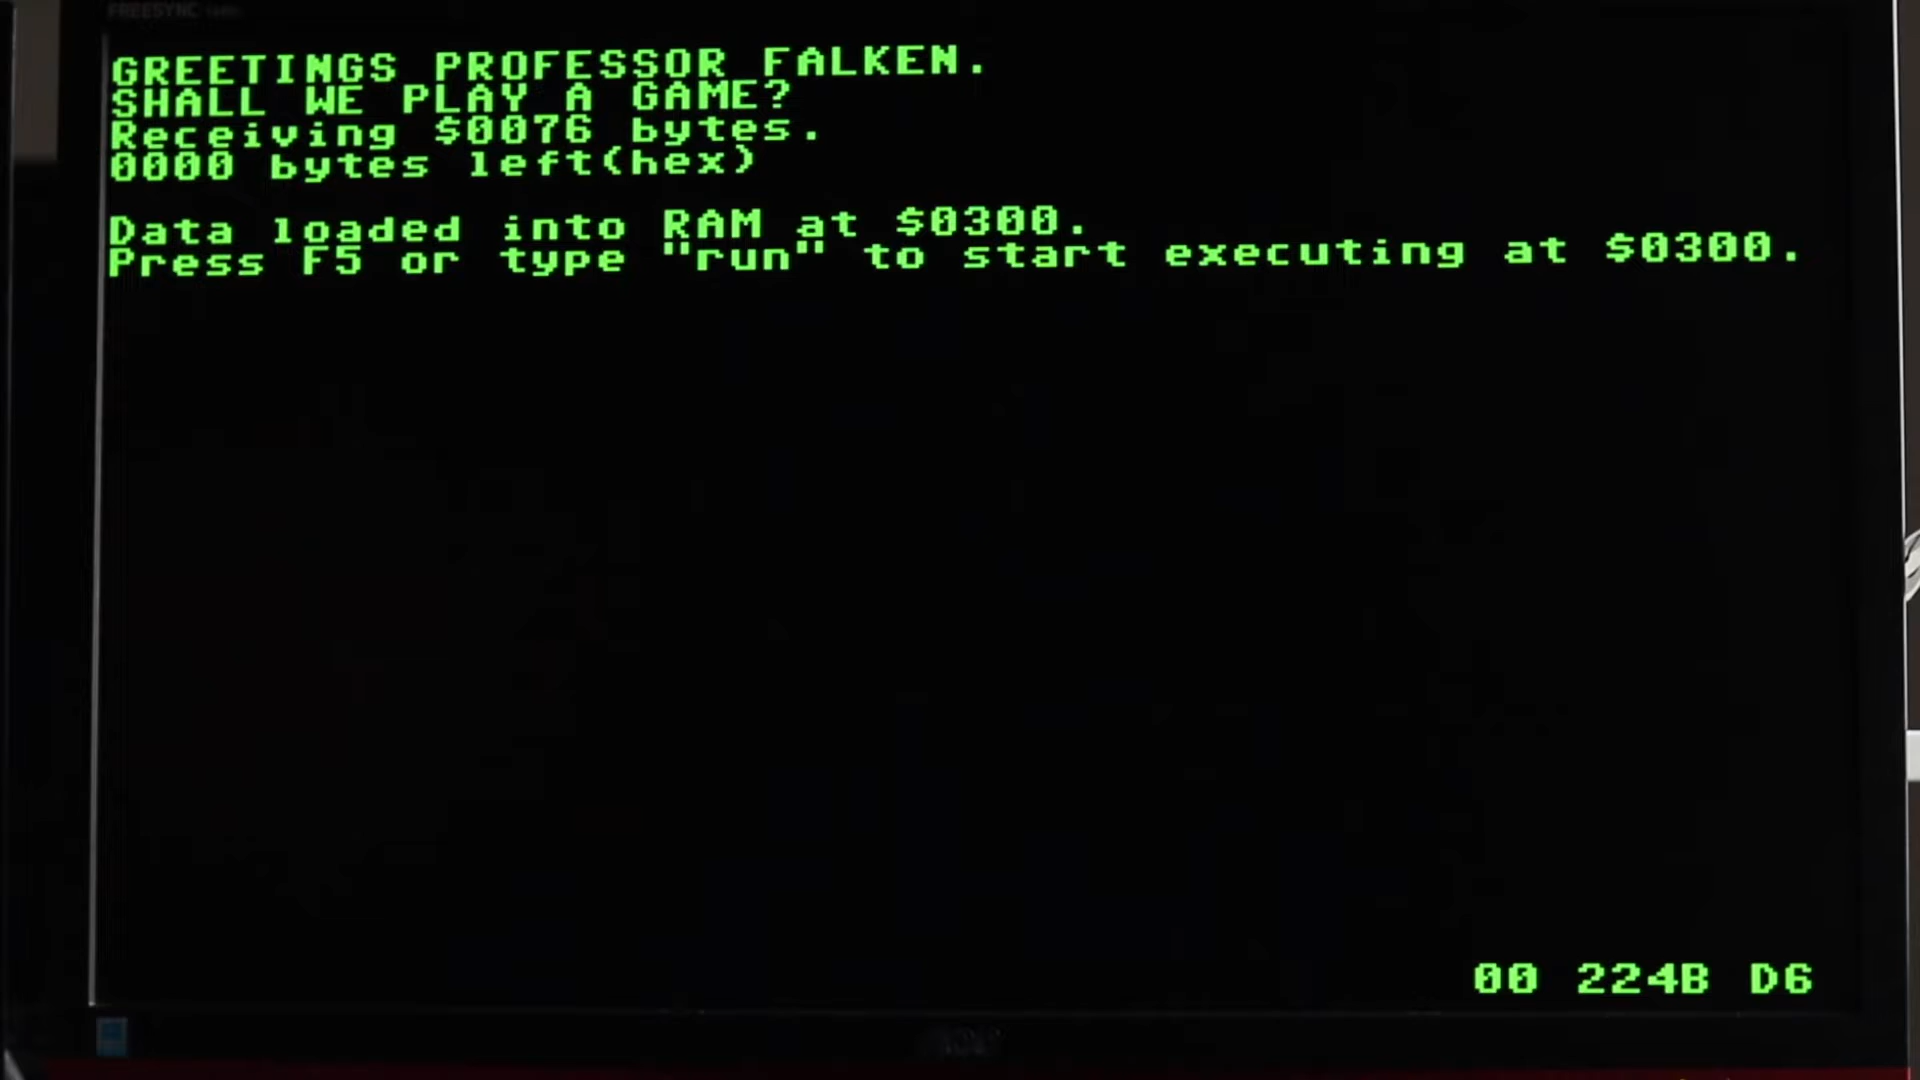 FREESYNC
GREETINGS PROFESSOR FALKEN.
SHALL WE PLAY A GAME?
Receiving $0076 bytes.
0000 bytes left(hex)
Data loaded into RAM at $0300.
Press F5 or type "run" to start executing at $0300.
00 224B D6